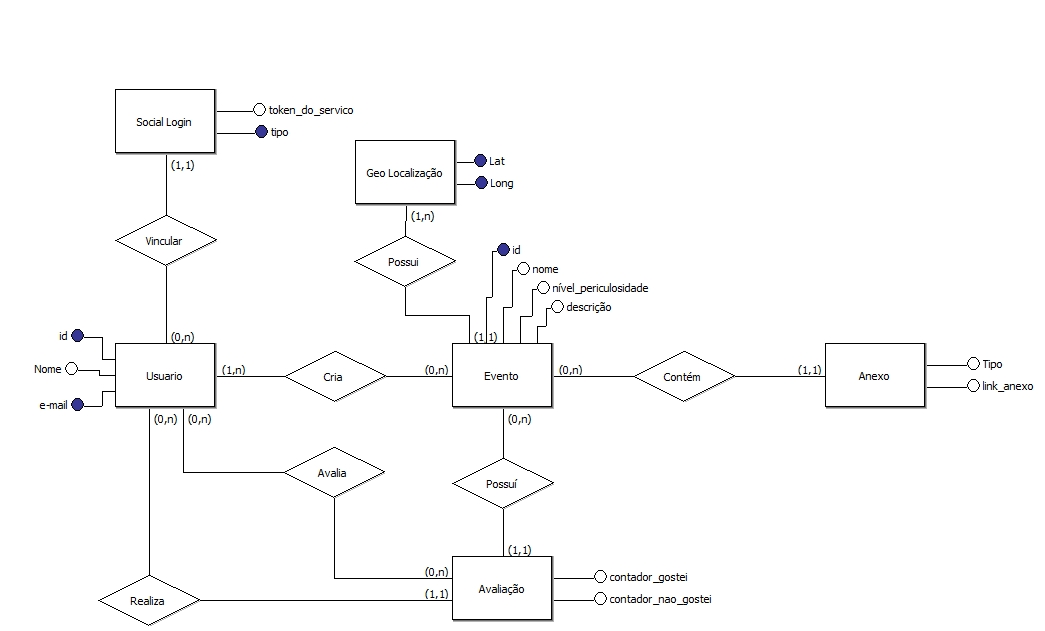 token_do_servico
Social Login
tipo
(1,1)
Lat
Geo Localização
Long
(1,n)
Vincular
id
Possui
nome
nível_periculosidade
descrição
id
(0,n)
(1,1)
Nome
(1,n)
(0,n)
(0,n)
(1,1)
Tipo
Usuario
Cria
Evento
Contém
Anexo
link_anexo
e-mail
(0,n)
(0,n)
(0,n)
Avalia
Possuí
(1,1)
(0,n)
contador_gostei
Avaliação
(1,1)
contador_nao_gostei
Realiza